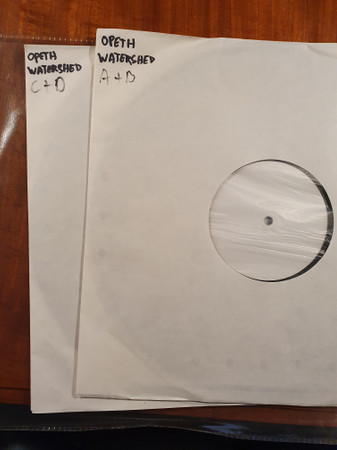 OPETH
WATERSHED
C + D
OPETH
WATERSHED
A + B